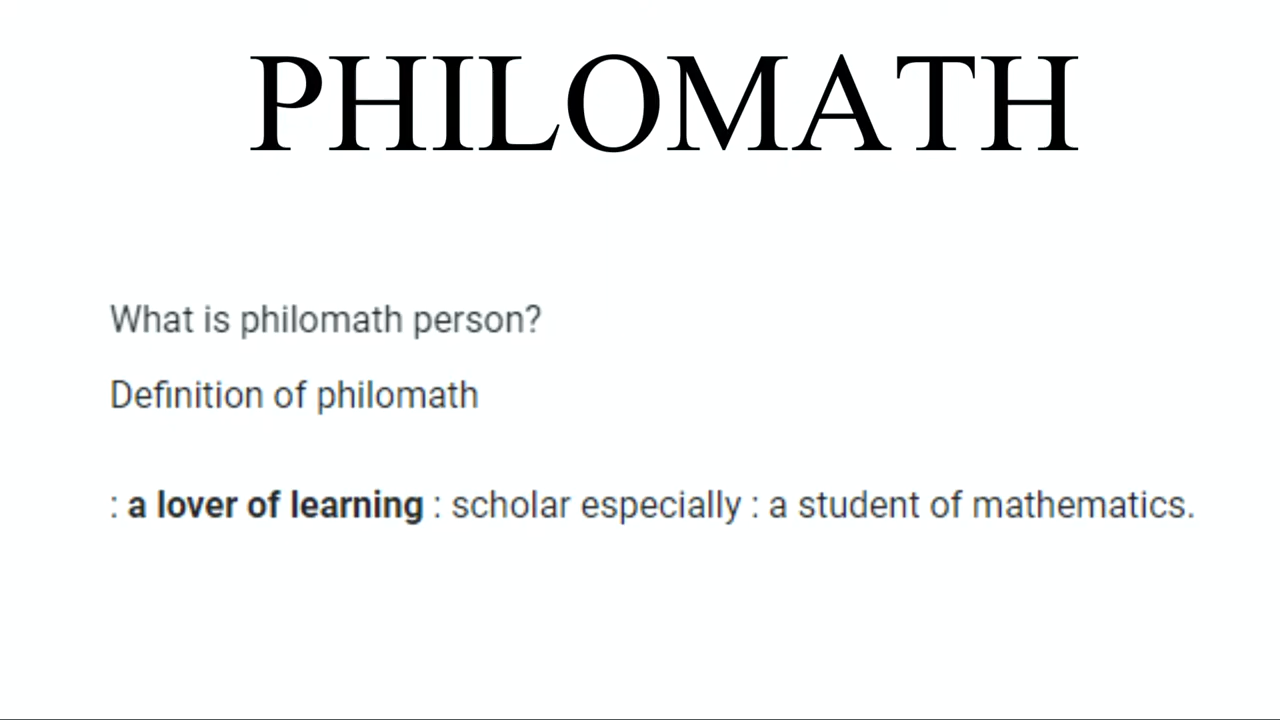 PHILOMATH
What is philomath person?
Definition of philomath
: a lover of learning : scholar especially : a student of mathematics.